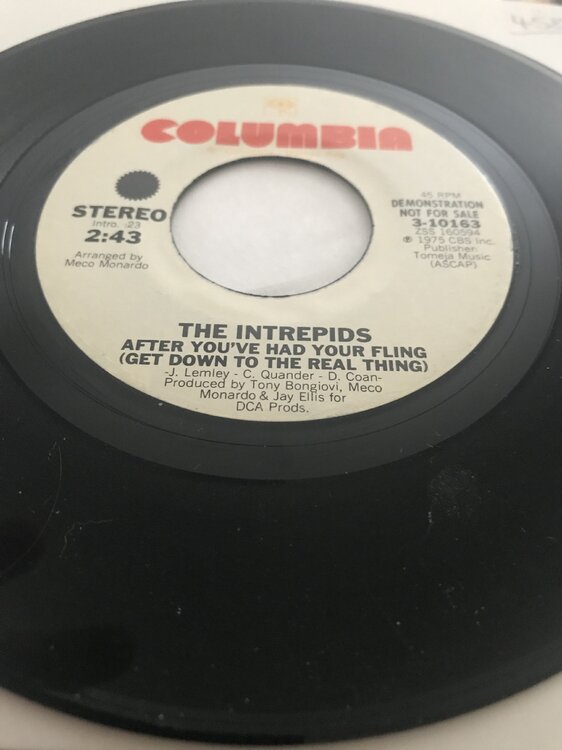 COLUMBIA
STEREO
Intro. :23
2:43
Arranged by
Meco Monardo
45 RPM
DEMONSTRATION
NOT FOR SALE
3-10163
ZSS 160594
℗ 1975 CBS Inc.
Publisher:
Tomeja Music
(ASCAP)
THE INTREPIDS
AFTER YOU'VE HAD YOUR FLING
(GET DOWN TO THE REAL THING)
-J. Lemley - C. Quander - D. Coan-
Produced by Tony Bongiovi, Meco
Monardo & Jay Ellis for
DCA Prods.